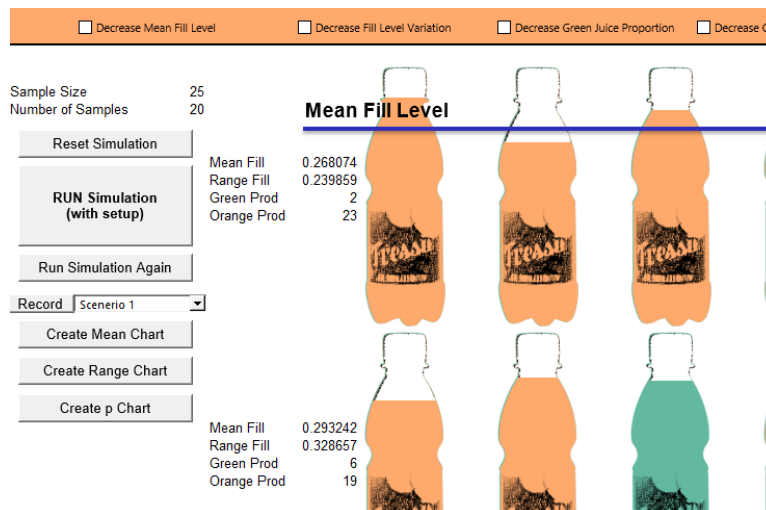 Decrease Mean Fill Level Decrease Fill Level Variation Decrease Green Juice Proportion Decrease
Sample Size 25
Number of Samples 20
Mean Fill Level
Reset Simulation
Mean Fill 0.268074
Range Fill 0.239859
Green Prod 2
Orange Prod 23
RUN Simulation
(with setup)
Run Simulation Again
Record Scenerio 1
Create Mean Chart
Create Range Chart
Create p Chart
Mean Fill 0.293242
Range Fill 0.328657
Green Prod 6
Orange Prod 19